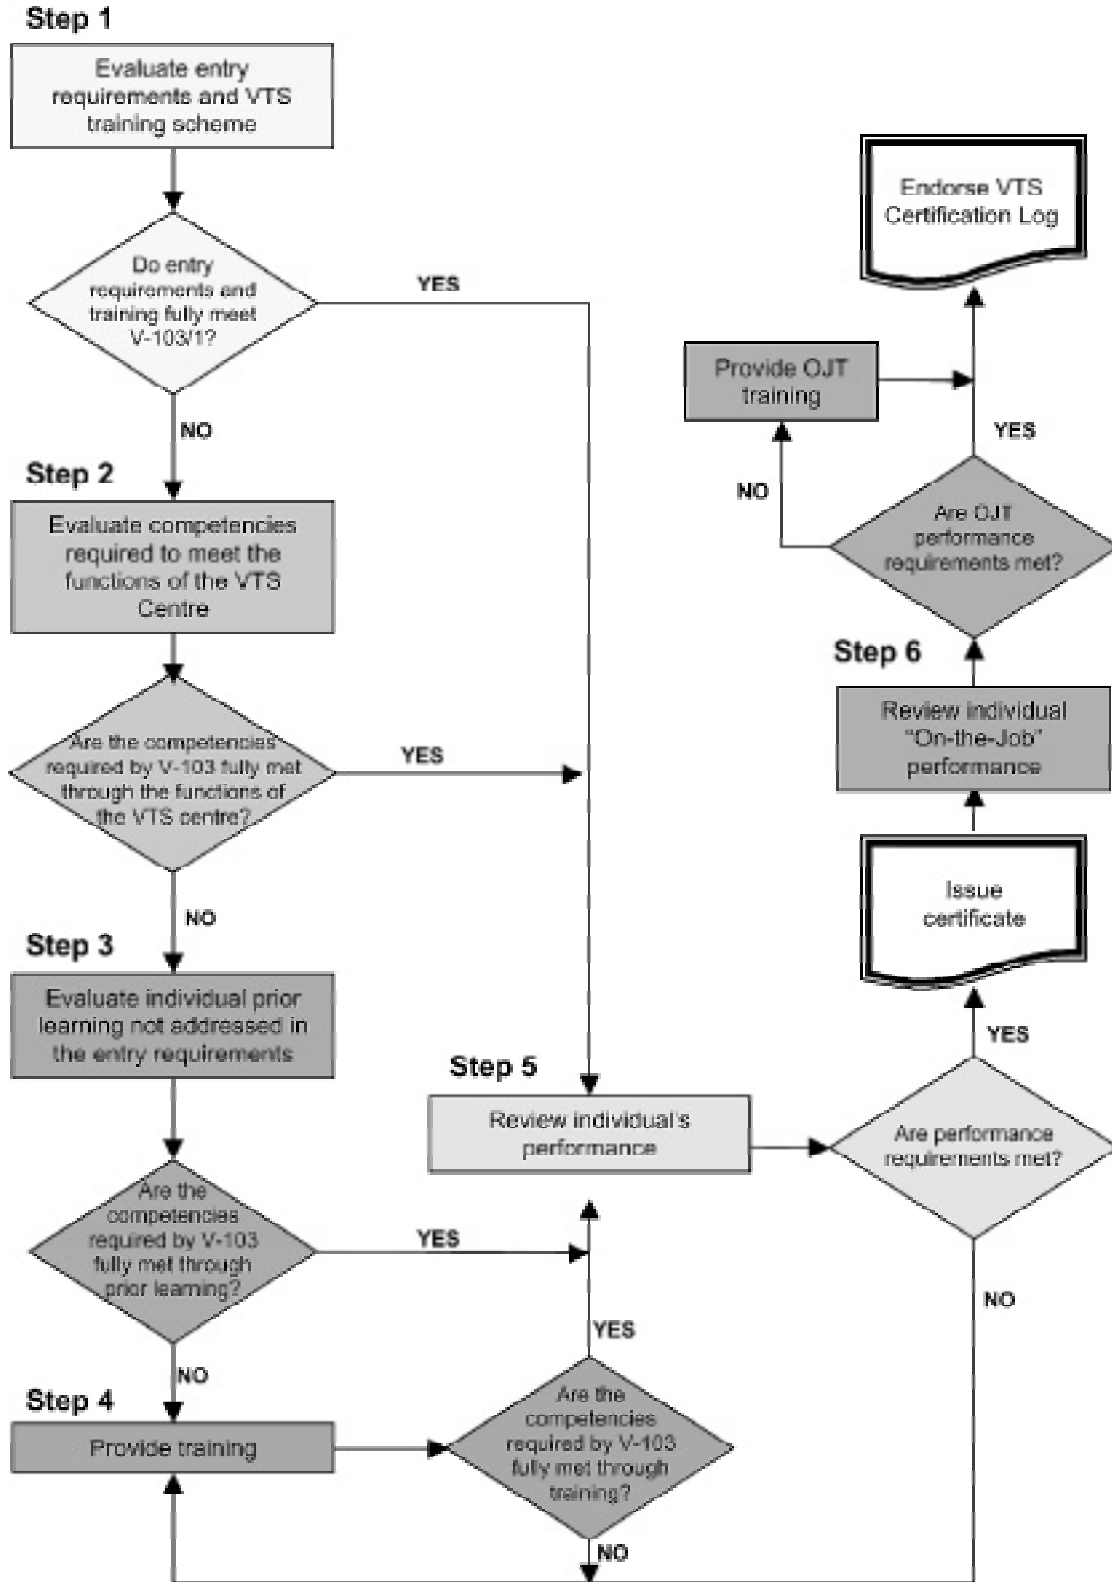 Step 1
Evaluate entry
requirements and VTS
training scheme
Do entry
requirements and
training fully meet
V-103/1?
YES
NO
Step 2
Evaluate competencies
required to meet the
functions of the VTS
Centre
Are the competencies
required by V-103 fully met
through the functions of
the VTS centre?
YES
NO
Step 3
Evaluate individual prior
learning not addressed in
the entry requirements
Are the
competencies
required by V-103
fully met through
prior learning?
YES
NO
Step 4
Provide training
Are the
competencies
required by V-103
fully met through
training?
YES
NO
Step 5
Review individual's
performance
Are performance
requirements met?
YES
NO
Issue
certificate
Step 6
Review individual
"On-the-Job"
performance
Are OJT
performance
requirements met?
NO
YES
Provide OJT
training
Endorse VTS
Certification Log